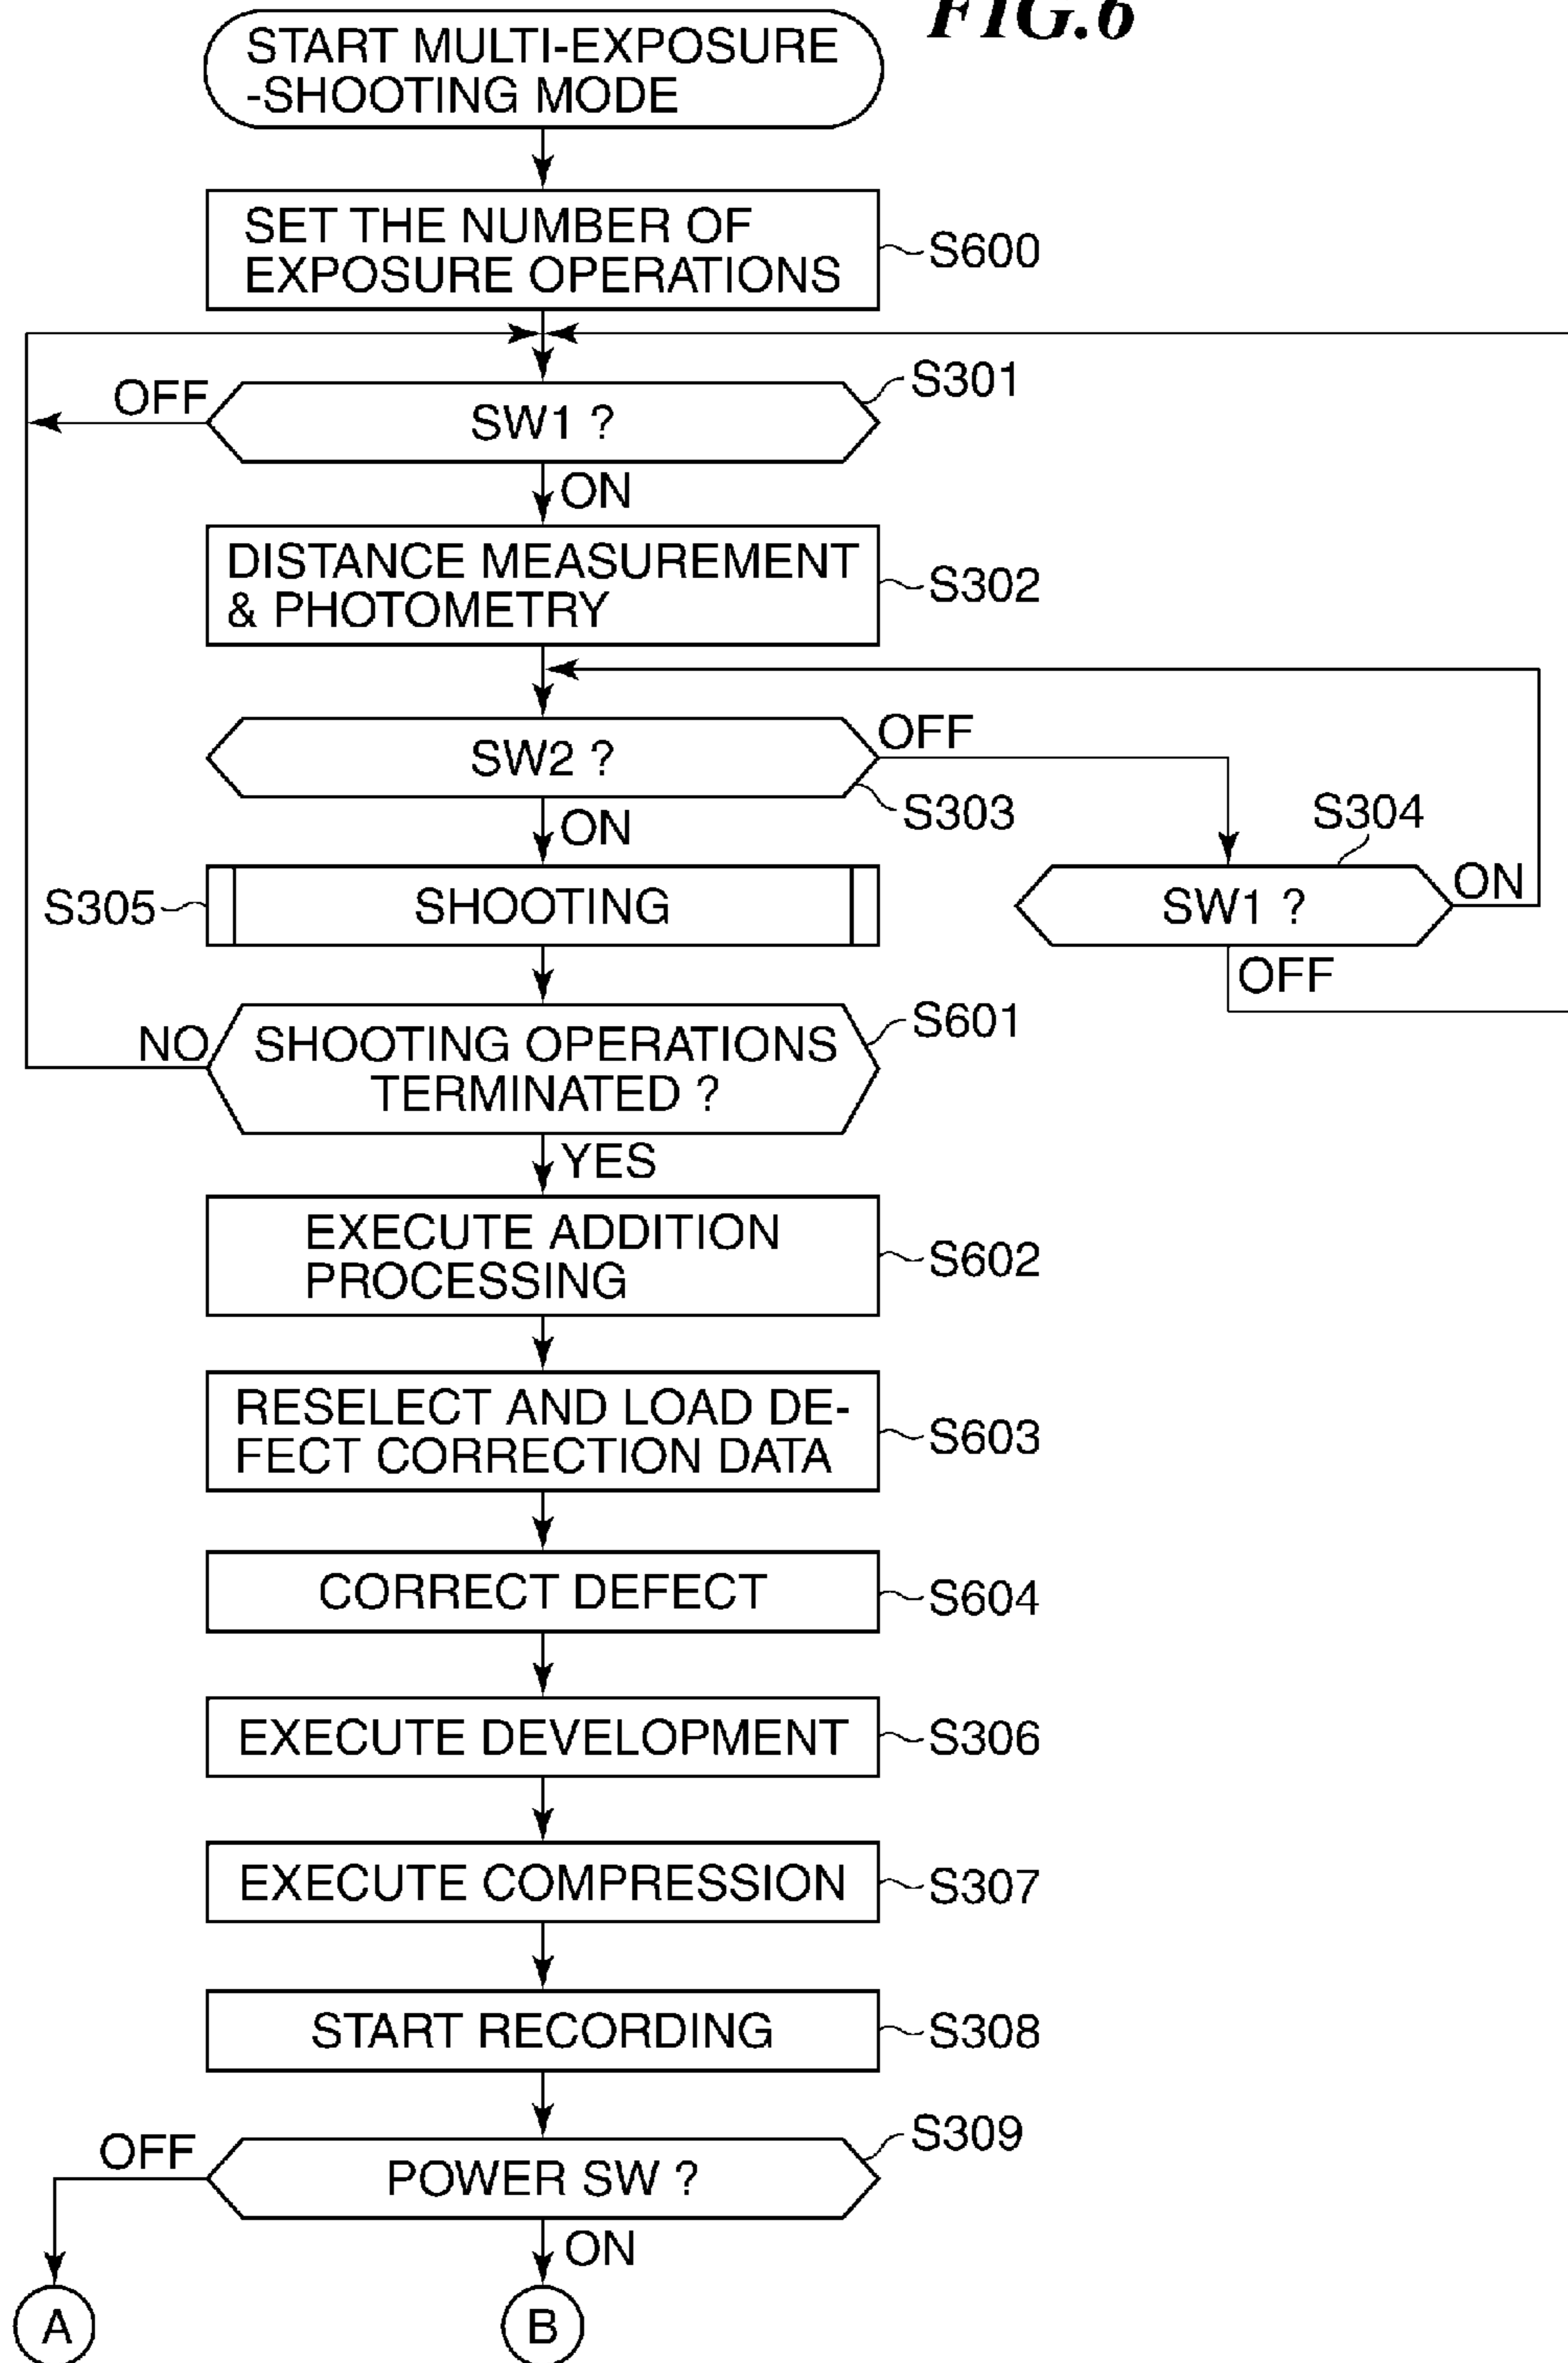 FIG.6
START MULTI-EXPOSURE
-SHOOTING MODE
SET THE NUMBER OF
EXPOSURE OPERATIONS
S600
OFF
SW1 ?
S301
ON
DISTANCE MEASUREMENT
& PHOTOMETRY
S302
SW2 ?
OFF
S303
ON
S304
S305
SHOOTING
SW1 ?
ON
OFF
S601
NO
SHOOTING OPERATIONS
TERMINATED ?
YES
EXECUTE ADDITION
PROCESSING
S602
RESELECT AND LOAD DE-
FECT CORRECTION DATA
S603
CORRECT DEFECT
S604
EXECUTE DEVELOPMENT
S306
EXECUTE COMPRESSION
S307
START RECORDING
S308
S309
OFF
POWER SW ?
ON
A
B